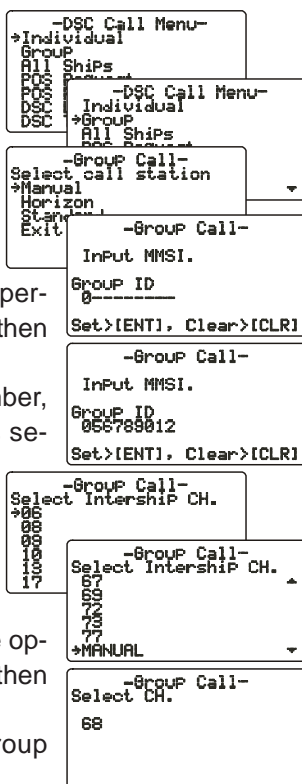 -DSC Call Menu-
→Individual
Group
All Ships
POS
POS
DSC
DSC
-DSC Call Menu-
Individual
→Group
All Ships
-Group Call-
Select call station
→Manual
Horizon
Exit
-Group Call-
Input MMSI.
Group ID
0--------
Set>[ENT], Clear>[CLR]
per-
then
-Group Call-
Input MMSI.
Group ID
056789012
Set>[ENT], Clear>[CLR]
mber,
se-
-Group Call-
Select Intership CH.
→06
08
09
10
13
17
-Group Call-
Select Intership CH.
67
69
72
73
77
→MANUAL
e op-
then
-Group Call-
Select CH.
68
roup